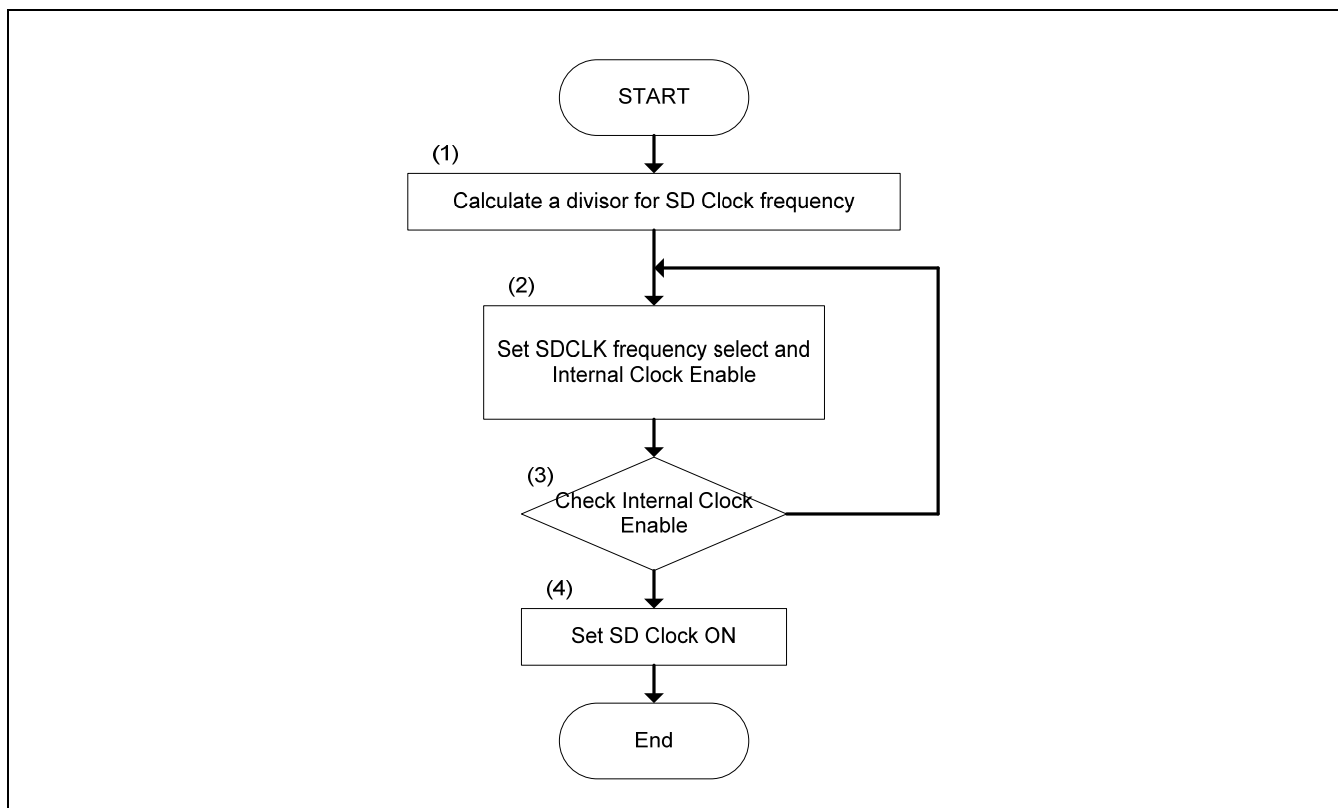 START
(1)
Calculate a divisor for SD Clock frequency
(2)
Set SDCLK frequency select and
Internal Clock Enable
(3)
Check Internal Clock
Enable
(4)
Set SD Clock ON
End